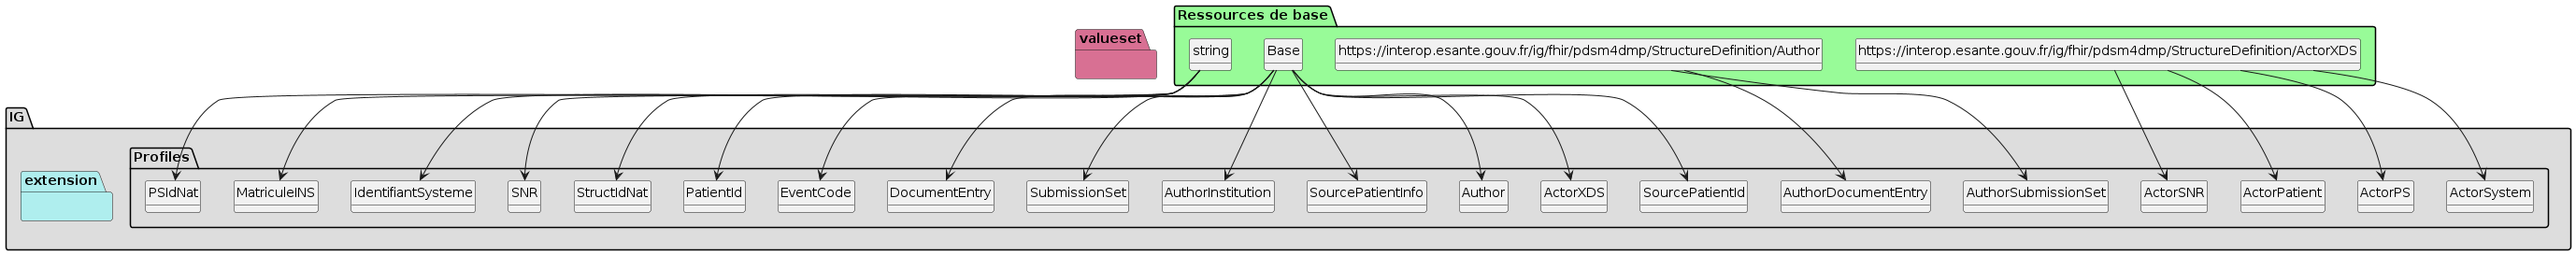 Ressources de base
valueset
string
Base
https://interop.esante.gouv.fr/ig/fhir/pdsm4dmp/StructureDefinition/Author
https://interop.esante.gouv.fr/ig/fhir/pdsm4dmp/StructureDefinition/ActorXDS
IG
Profiles
extension
PSIdNat
MatriculeINS
IdentifiantSysteme
SNR
StructIdNat
PatientId
EventCode
DocumentEntry
SubmissionSet
AuthorInstitution
SourcePatientInfo
Author
ActorXDS
SourcePatientId
AuthorDocumentEntry
AuthorSubmissionSet
ActorSNR
ActorPatient
ActorPS
ActorSystem